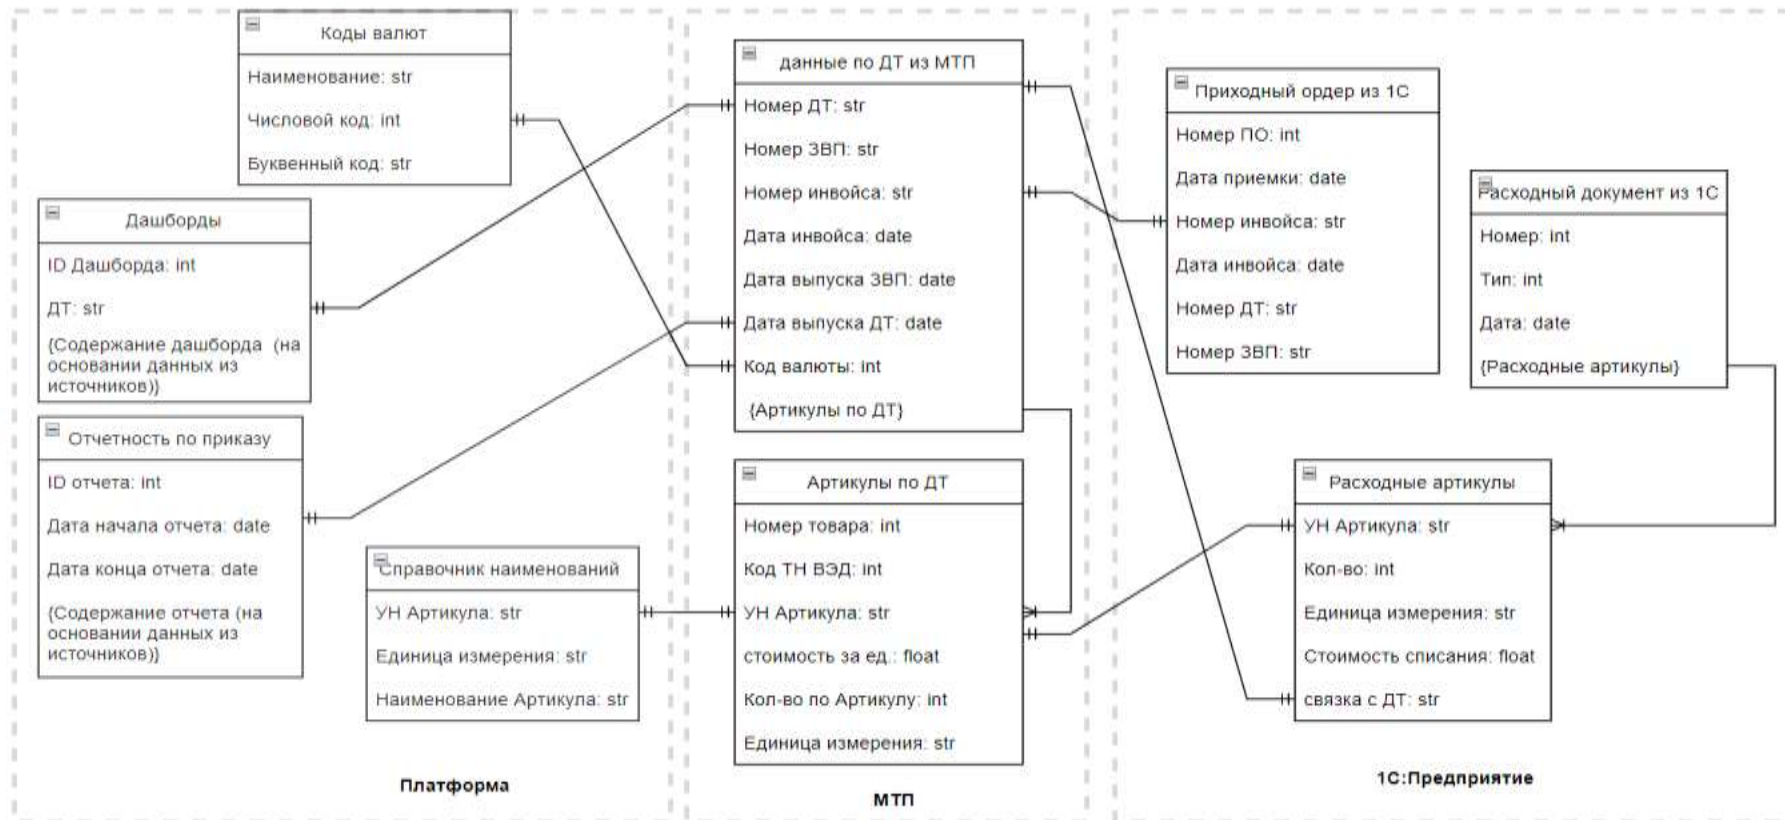 Коды валют
Наименование: str
Числовой код: int
Буквенный код: str
Дашборды
ID Дашборда: int
ДТ: str
{Содержание дашборда (на
основании данных из
источников)}
Отчетность по приказу
ID отчета: int
Дата начала отчета: date
Дата конца отчета: date
{Содержание отчета (на
основании данных из
источников)}
Справочник наименований
УН Артикула: str
Единица измерения: str
Наименование Артикула: str
Платформа
данные по ДТ из МТП
Номер ДТ: str
Номер ЗВП: str
Номер инвойса: str
Дата инвойса: date
Дата выпуска ЗВП: date
Дата выпуска ДТ: date
Код валюты: int
{Артикулы по ДТ}
Артикулы по ДТ
Номер товара: int
Код ТН ВЭД: int
УН Артикула: str
стоимость за ед.: float
Кол-во по Артикулу: int
Единица измерения: str
МТП
Приходный ордер из 1С
Номер ПО: int
Дата приемки: date
Номер инвойса: str
Дата инвойса: date
Номер ДТ: str
Номер ЗВП: str
Расходный документ из 1С
Номер: int
Тип: int
Дата: date
{Расходные артикулы}
Расходные артикулы
УН Артикула: str
Кол-во: int
Единица измерения: str
Стоимость списания: float
связка с ДТ: str
1С:Предприятие